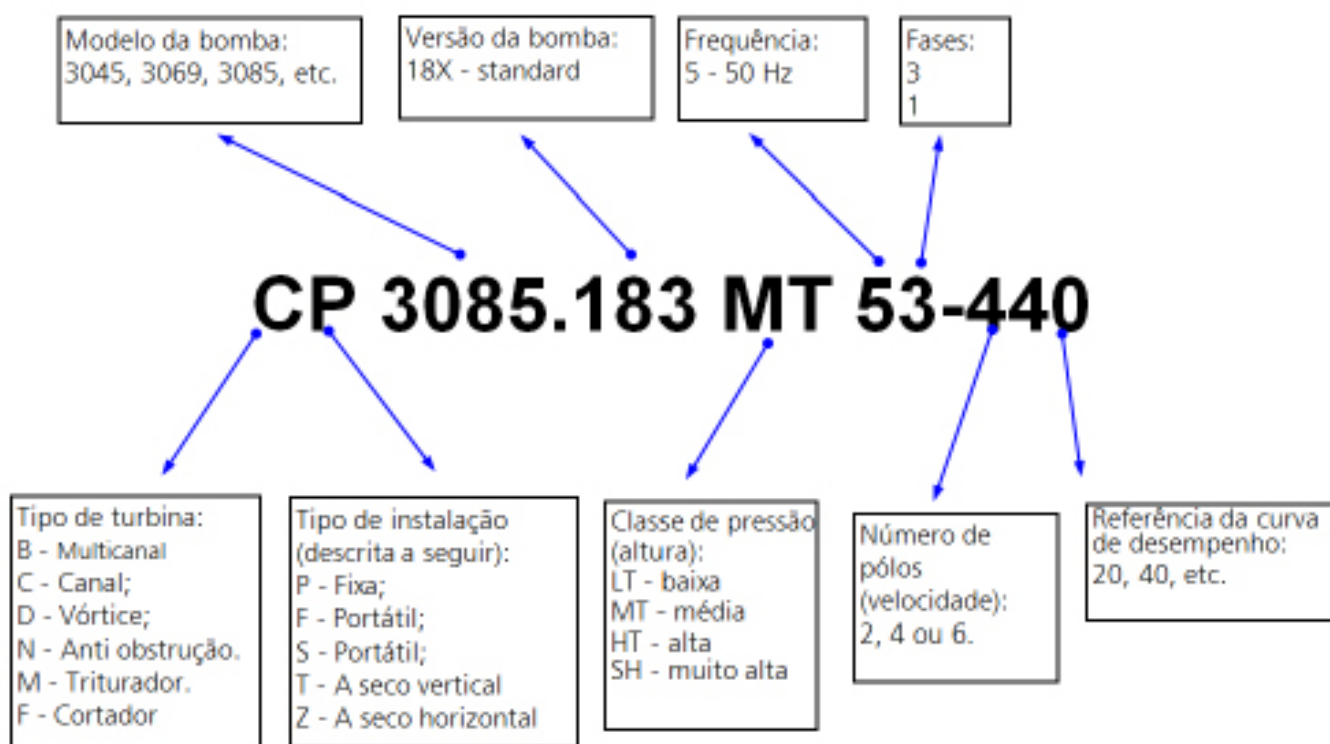 Modelo da bomba:
3045, 3069, 3085, etc.
Versão da bomba:
18X - standard
Frequência:
5 - 50 Hz
Fases:
3
1
CP 3085.183 MT 53-440
Tipo de turbina:
B - Multicanal
C - Canal;
D - Vórtice;
N - Anti obstrução.
M - Triturador.
F - Cortador
Tipo de instalação
(descrita a seguir):
P - Fixa;
F - Portátil;
S - Portátil;
T - A seco vertical
Z - A seco horizontal
Classe de pressão
(altura):
LT - baixa
MT - média
HT - alta
SH - muito alta
Número de
pólos
(velocidade):
2, 4 ou 6.
Referência da curva
de desempenho:
20, 40, etc.